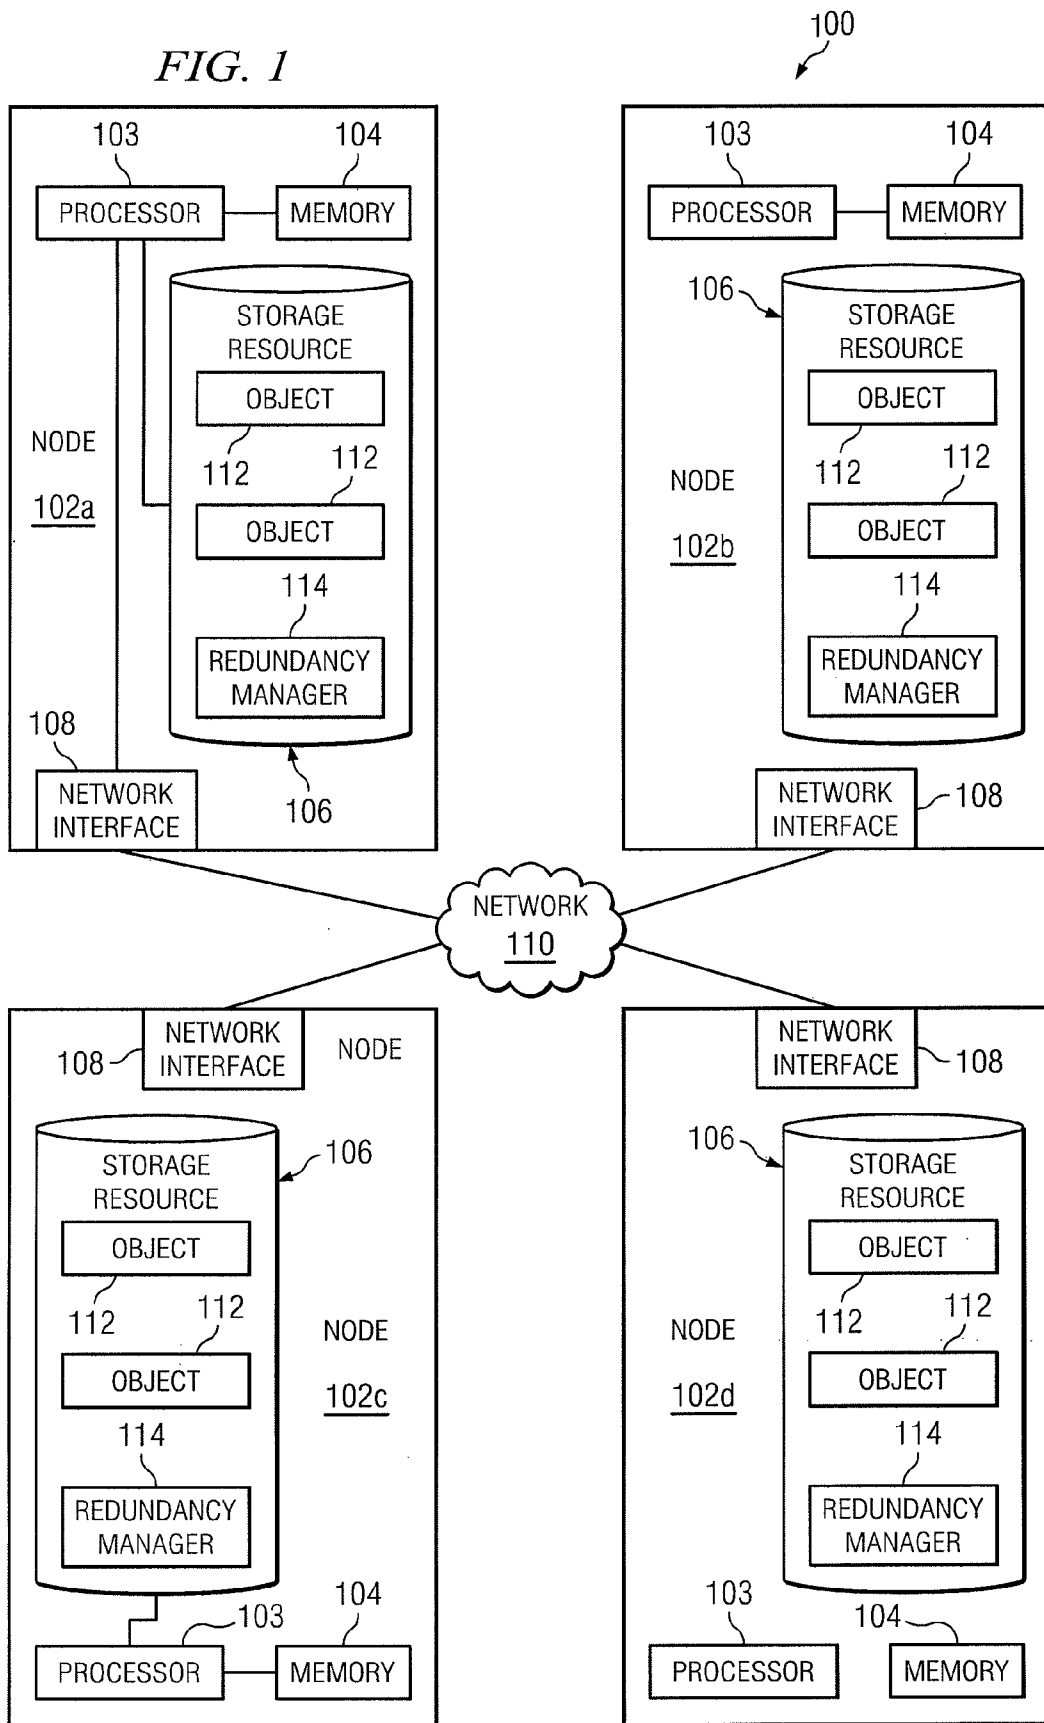 FIG. 1
100
103
104
PROCESSOR
MEMORY
STORAGE
RESOURCE
OBJECT
112
112
OBJECT
114
REDUNDANCY
MANAGER
NODE
102a
108
NETWORK
INTERFACE
106
103
104
PROCESSOR
MEMORY
106
STORAGE
RESOURCE
OBJECT
112
112
OBJECT
114
REDUNDANCY
MANAGER
NODE
102b
NETWORK
INTERFACE
108
NETWORK
110
NETWORK
INTERFACE
108
NODE
106
STORAGE
RESOURCE
OBJECT
112
112
OBJECT
114
REDUNDANCY
MANAGER
NODE
102c
103
104
PROCESSOR
MEMORY
NETWORK
INTERFACE
108
106
STORAGE
RESOURCE
OBJECT
112
112
OBJECT
114
REDUNDANCY
MANAGER
NODE
102d
103
104
PROCESSOR
MEMORY